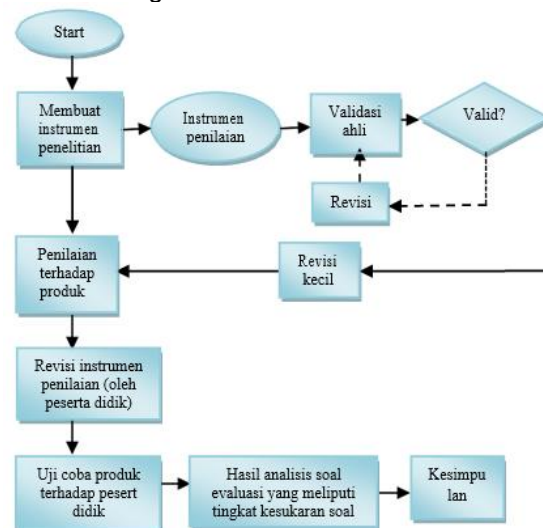 Start
Membuat
instrumen
penelitian
Instrumen
penilaian
Validasi
ahli
Valid?
Revisi
Penilaian
terhadap
produk
Revisi
kecil
Revisi instrumen
penilaian (oleh
peserta didik)
Uji coba produk
terhadap pesert
didik
Hasil analisis soal
evaluasi yang meliputi
tingkat kesukaran soal
Kesimpu
lan